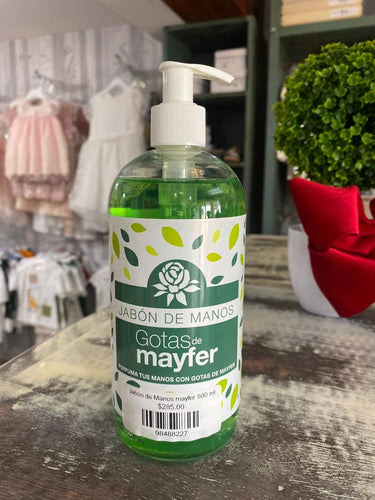 JABÓN DE MANOS
Gotas de
mayfer
PERFUMA TUS MANOS CON GOTAS DE MAYFER
Jabón de Manos mayfer 500 ml
$285.00
98488227